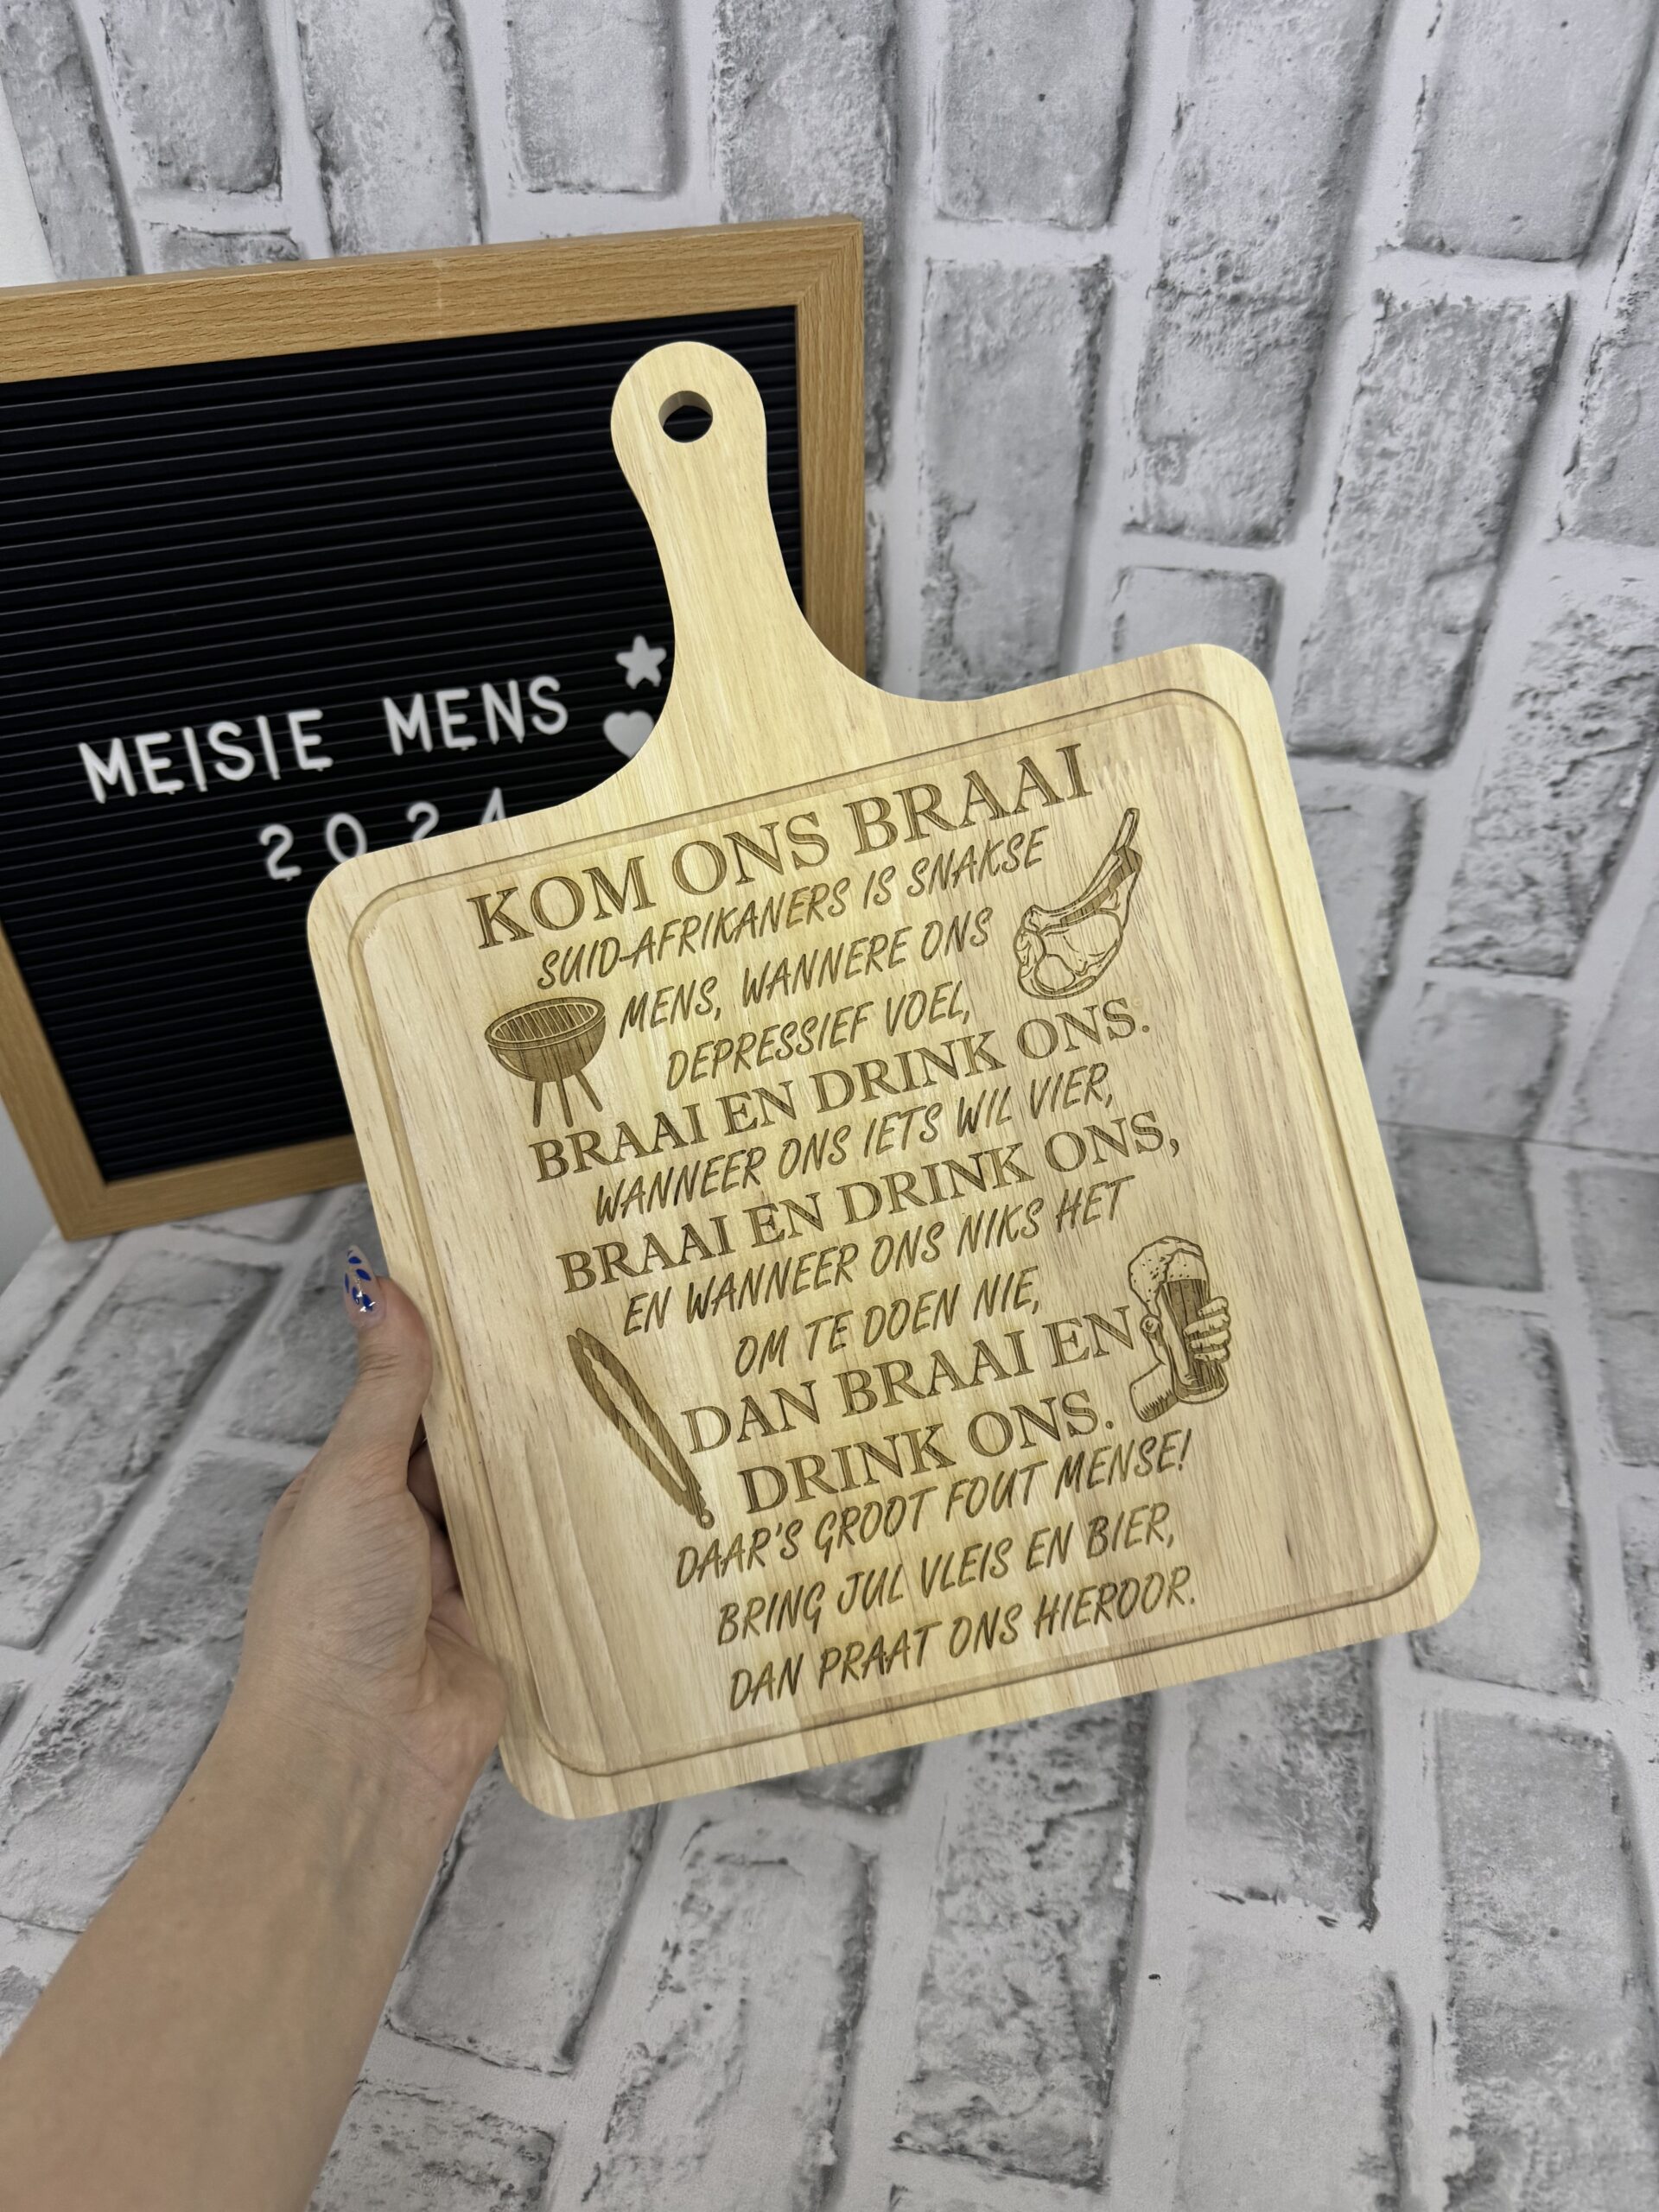 MEISIE MENS
2024
KOM ONS BRAAI
SUID-AFRIKANERS IS SNAKSE
MENS, WANNERE ONS
DEPRESSIEF VOEL,
BRAAI EN DRINK ONS.
WANNEER ONS IETS WIL VIER,
BRAAI EN DRINK ONS,
EN WANNEER ONS NIKS HET
OM TE DOEN NIE,
DAN BRAAI EN
DRINK ONS.
DAAR'S GROOT FOUT MENSE!
BRING JUL VLEIS EN BIER,
DAN PRAAT ONS HIEROOR.